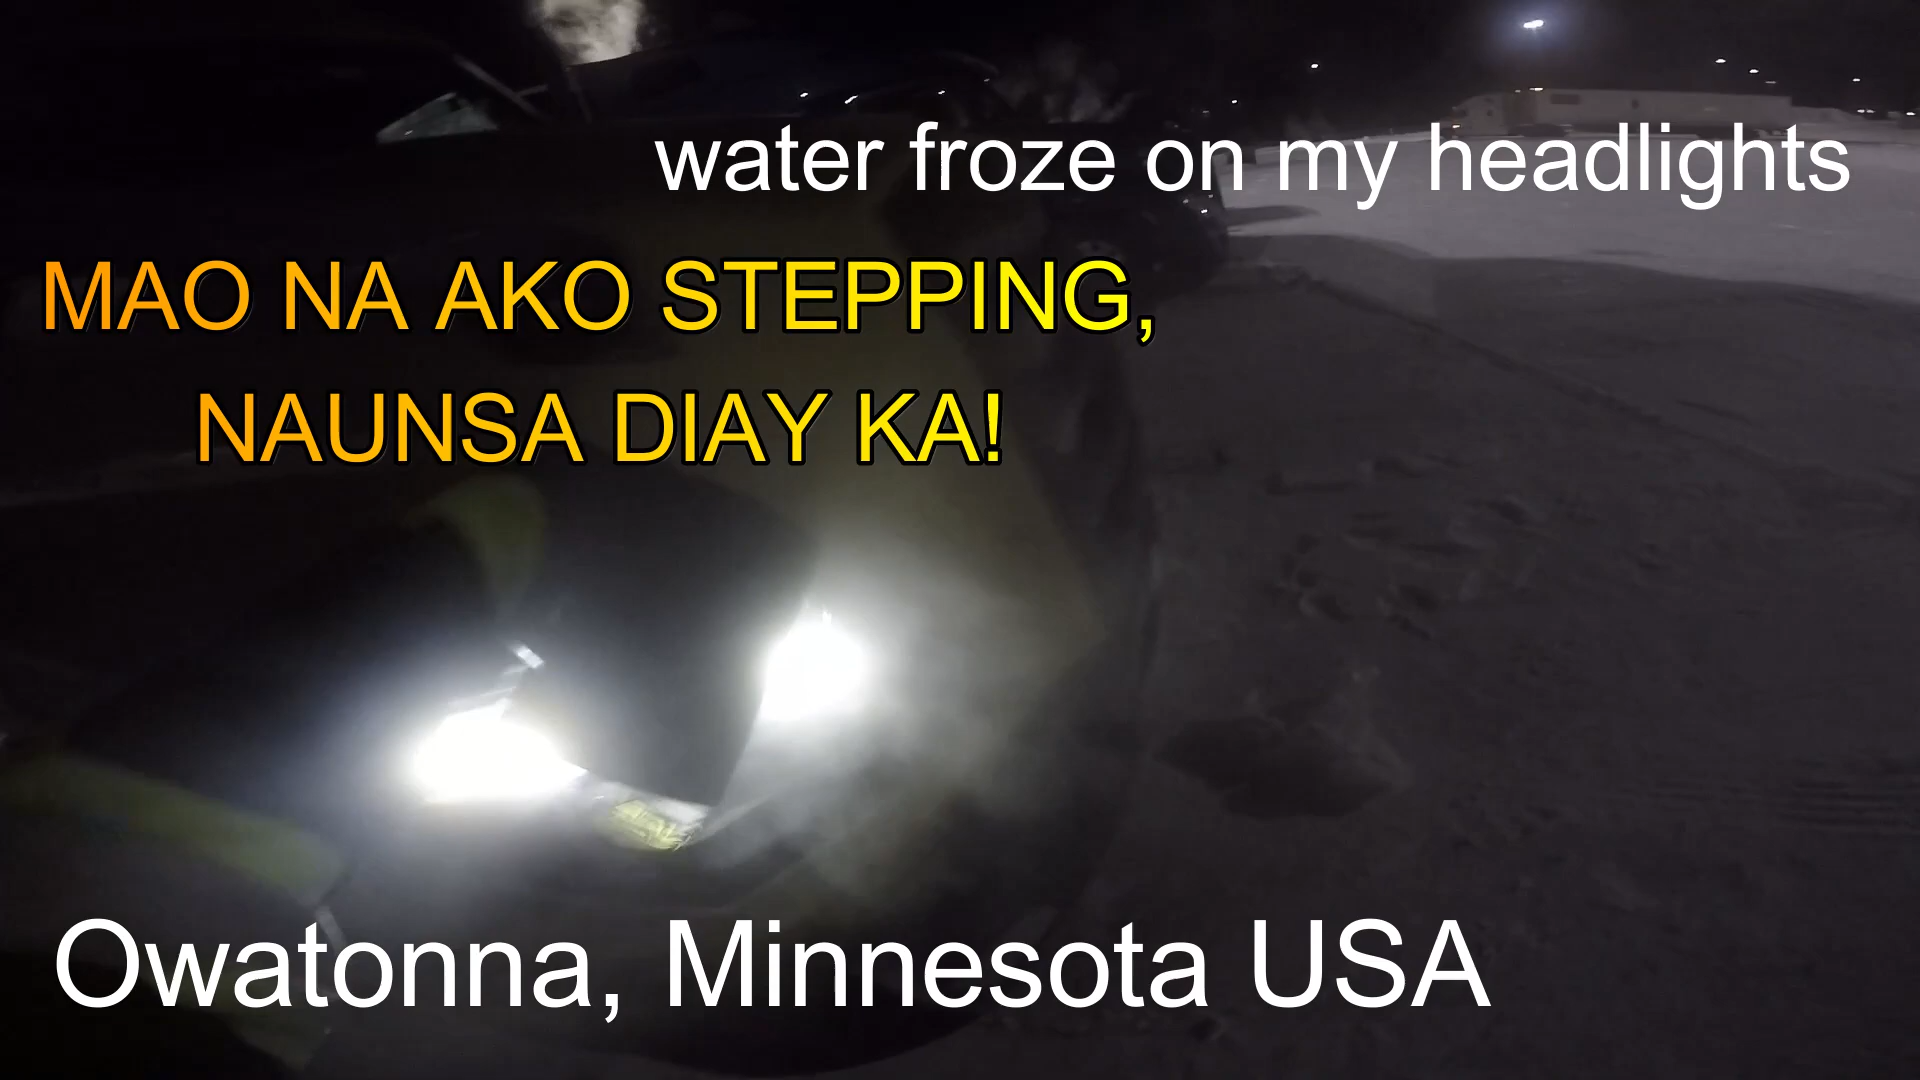 water froze on my headlights
MAO NA AKO STEPPING,
NAUNSA DIAY KA!
Owatonna, Minnesota USA